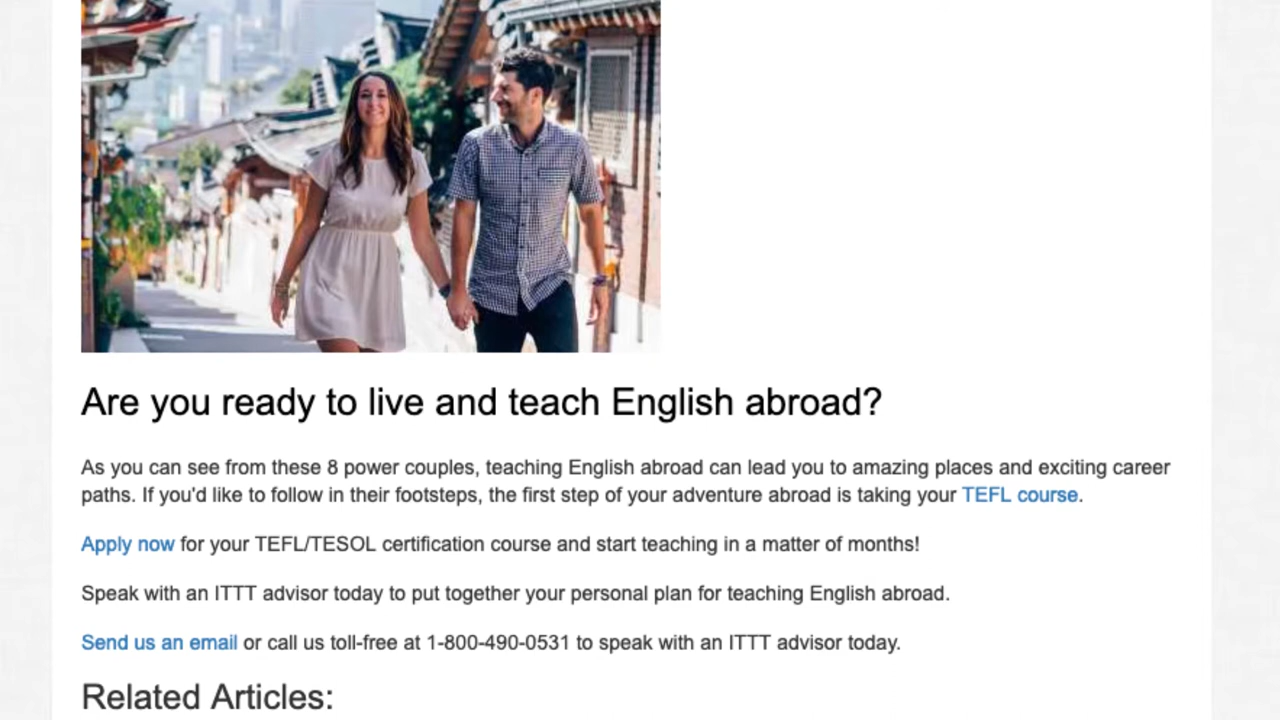 Are you ready to live and teach English abroad?
As you can see from these 8 power couples, teaching English abroad can lead you to amazing places and exciting career
paths. If you'd like to follow in their footsteps, the first step of your adventure abroad is taking your TEFL course.
Apply now for your TEFL/TESOL certification course and start teaching in a matter of months!
Speak with an ITTT advisor today to put together your personal plan for teaching English abroad.
Send us an email or call us toll-free at 1-800-490-0531 to speak with an ITTT advisor today.
Related Articles: